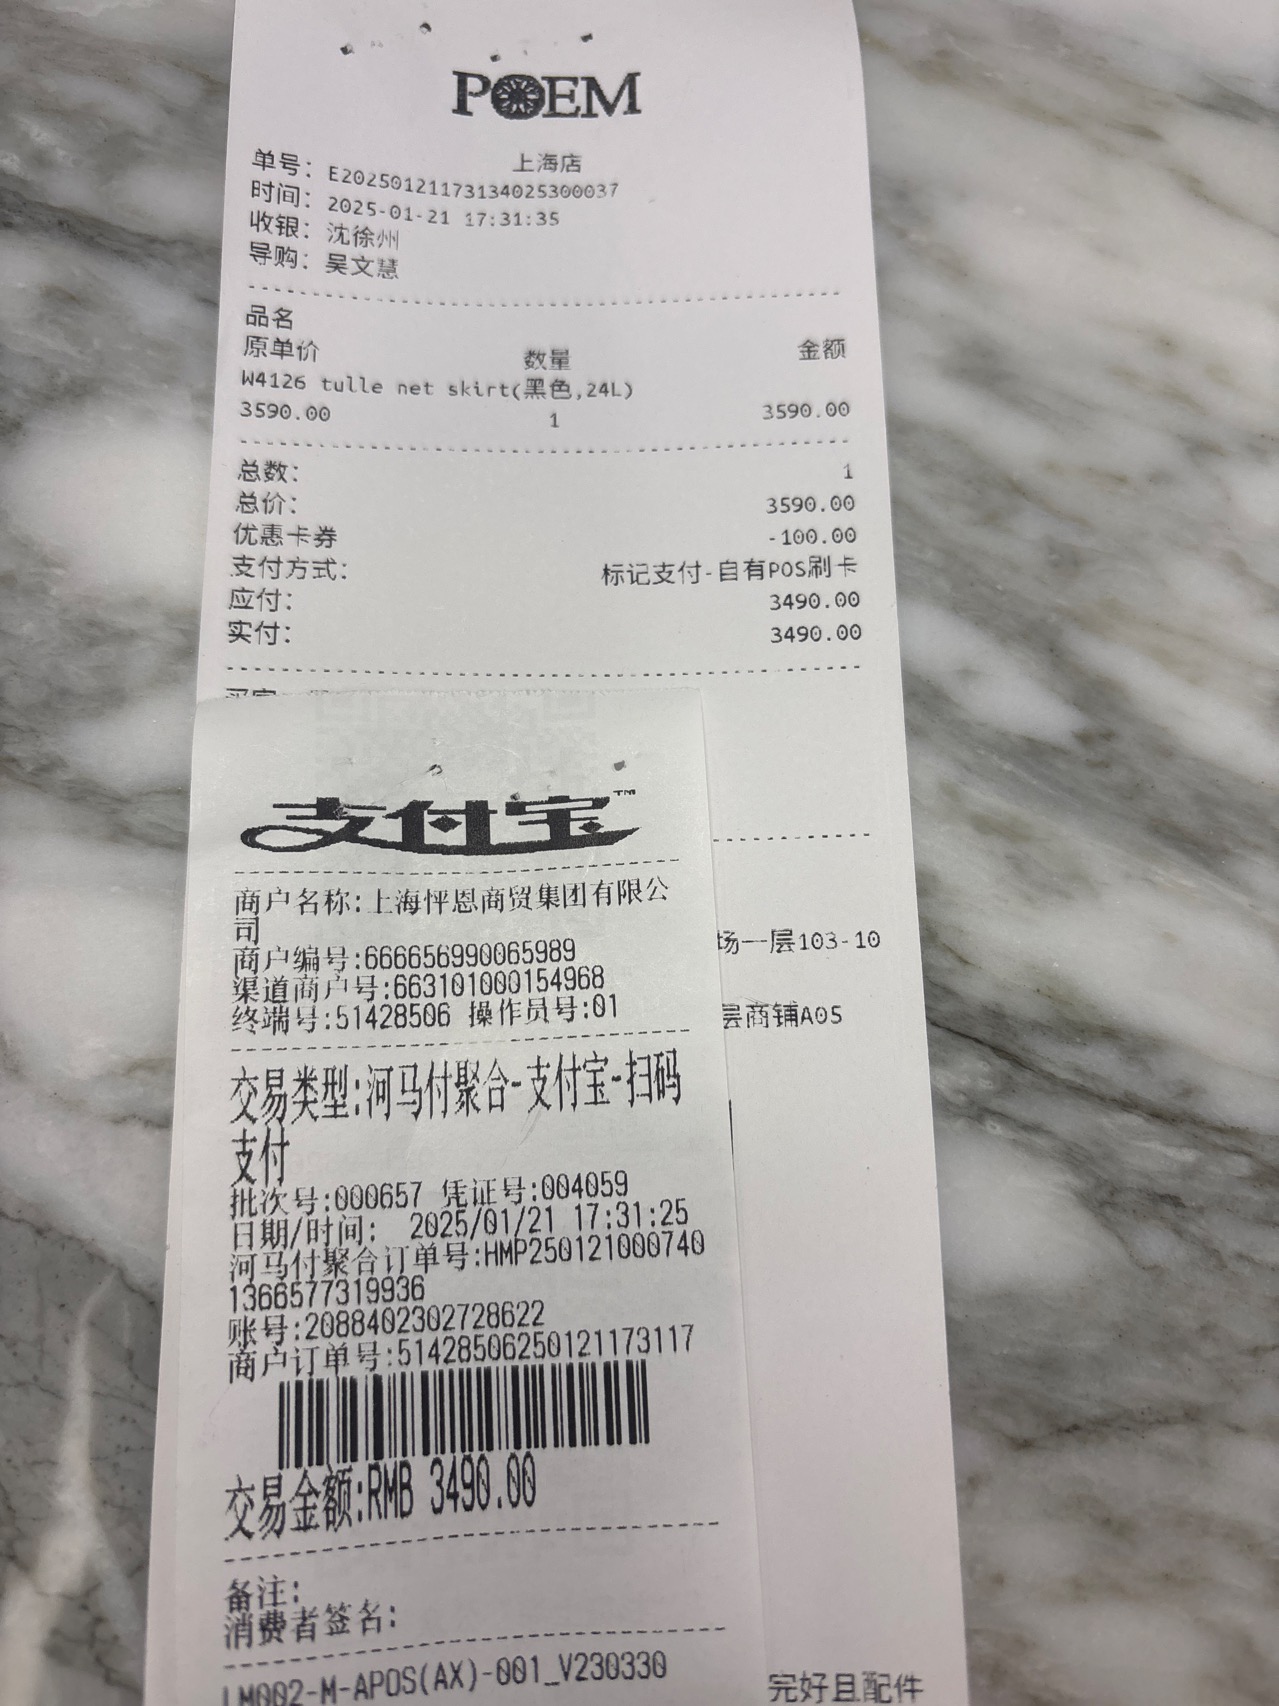 POEM
上海店
单号: E20250121173134025300037
时间: 2025-01-21 17:31:35
收银: 沈徐州
导购: 吴文慧
品名
原单价 数量 金额
W4126 tulle net skirt(黑色,24L)
3590.00 1 3590.00
总数: 1
总价: 3590.00
优惠卡券 -100.00
支付方式: 标记支付-自有POS刷卡
应付: 3490.00
实付: 3490.00
支付宝™
商户名称:上海怦恩商贸集团有限公
司
商户编号:666656990065989
渠道商户号:663101000154968
终端号:51428506 操作员号:01
场一层103-10
层商铺A05
交易类型:河马付聚合-支付宝-扫码
支付
批次号:000657 凭证号:004059
日期/时间: 2025/01/21 17:31:25
河马付聚合订单号:HMP250121000740
1366577319936
账号:2088402302728622
商户订单号:51428506250121173117
交易金额:RMB 3490.00
备注:
消费者签名:
LM002-M-APOS(AX)-001_V230330
完好且配件